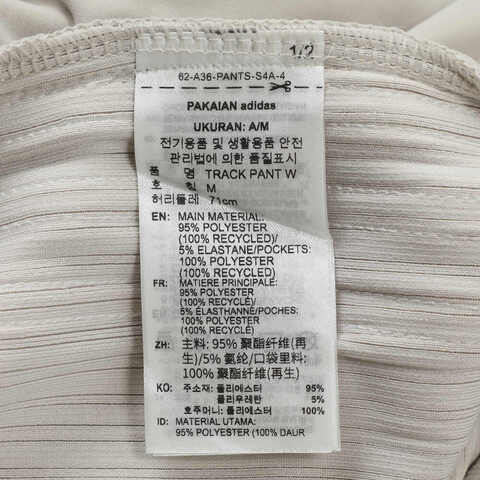 1/2
62-A36-PANTS-S4A-4
PAKAIAN adidas
UKURAN: A/M
전기용품 및 생활용품 안전
관리법에 의한 품질표시
품 명 TRACK PANT W
호 칭 M
허리둘레 71cm
EN: MAIN MATERIAL:
95% POLYESTER
(100% RECYCLED)/
5% ELASTANE/POCKETS:
100% POLYESTER
(100% RECYCLED)
FR: MATIERE PRINCIPALE:
95% POLYESTER
(100% RECYCLÉ)/
5% ÉLASTHANNE/POCHES:
100% POLYESTER
(100% RECYCLÉ)
ZH: 主料: 95% 聚酯纤维(再
生)/5% 氨纶/口袋里料:
100% 聚酯纤维(再生)
KO: 주소재: 폴리에스터 95%
폴리우레탄 5%
호주머니: 폴리에스터 100%
ID: MATERIAL UTAMA:
95% POLYESTER (100% DAUR